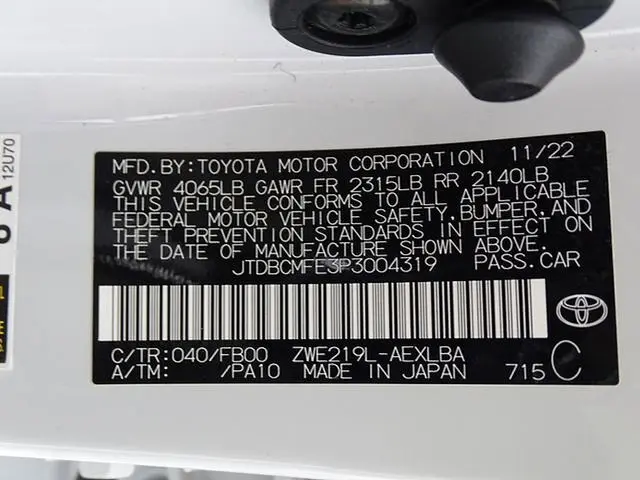 MFD.BY:TOYOTA MOTOR CORPORATION 11/22
GVWR 4065LB GAWR FR 2315LB RR 2140LB
THIS VEHICLE CONFORMS TO ALL APPLICABLE
FEDERAL MOTOR VEHICLE SAFETY,BUMPER,AND
THEFT PREVENTION STANDARDS IN EFFECT ON
THE DATE OF MANUFACTURE SHOWN ABOVE.
JTDBCMFE3P3004319 PASS.CAR
C/TR:040/FB00 ZWE219L-AEXLBA
A/TM: /PA10 MADE IN JAPAN 715 C
12U70